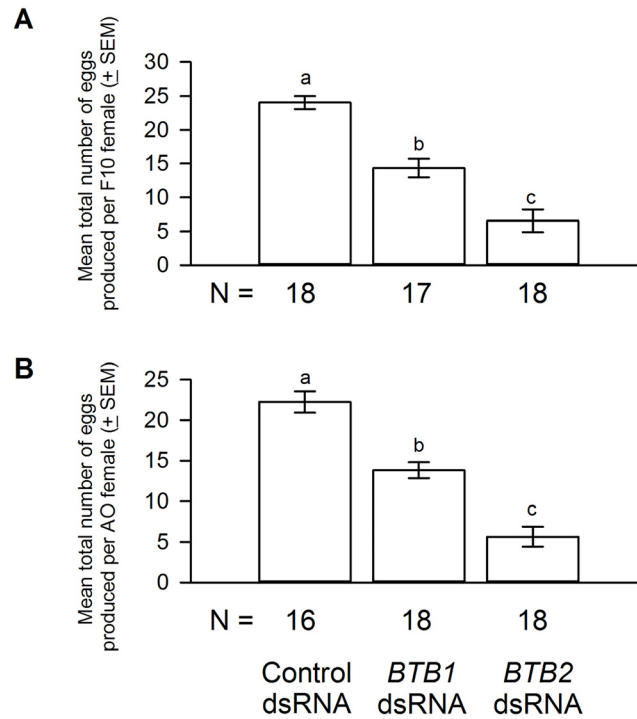 A
Mean total number of eggs
produced per F10 female (± SEM)
30
25
20
15
10
5
0
a
b
c
N = 18 17 18
B
Mean total number of eggs
produced per AO female (± SEM)
25
20
15
10
5
0
a
b
c
N = 16 18 18
Control BTB1 BTB2
dsRNA dsRNA dsRNA